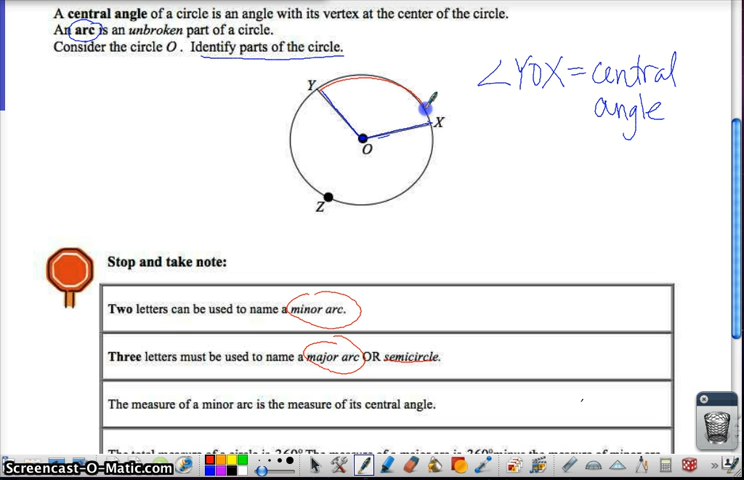 A central angle of a circle is an angle with its vertex at the center of the circle.
An arc is an unbroken part of a circle.
Consider the circle O . Identify parts of the circle.
∠YOX = central
angle
Y
X
O
Z
Stop and take note:
Two letters can be used to name a minor arc.
Three letters must be used to name a major arc OR semicircle.
The measure of a minor arc is the measure of its central angle.
Screencast-O-Matic.com